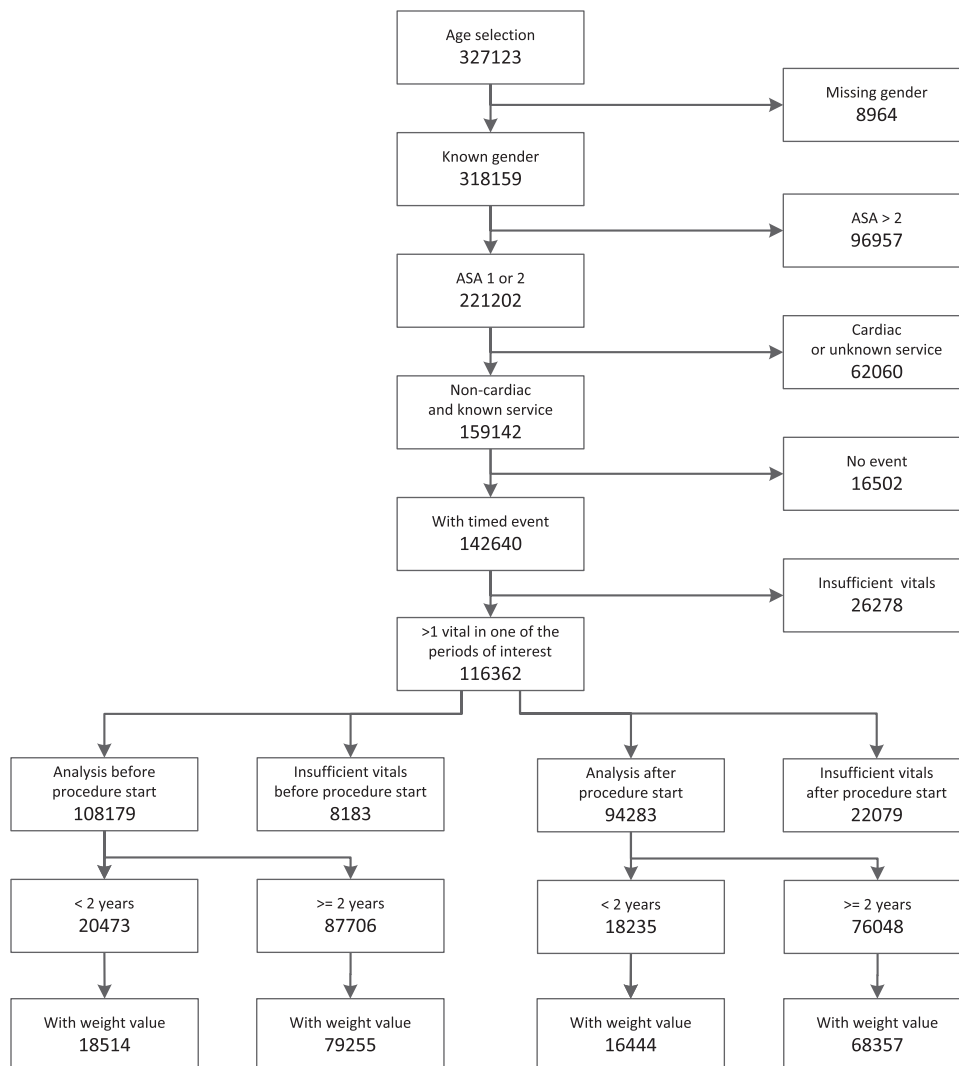 Age selection
327123
Missing gender
8964
Known gender
318159
ASA > 2
96957
ASA 1 or 2
221202
Cardiac
or unknown service
62060
Non-cardiac
and known service
159142
No event
16502
With timed event
142640
Insufficient vitals
26278
>1 vital in one of the
periods of interest
116362
Analysis before
procedure start
108179
Insufficient vitals
before procedure start
8183
Analysis after
procedure start
94283
Insufficient vitals
after procedure start
22079
< 2 years
20473
>= 2 years
87706
< 2 years
18235
>= 2 years
76048
With weight value
18514
With weight value
79255
With weight value
16444
With weight value
68357